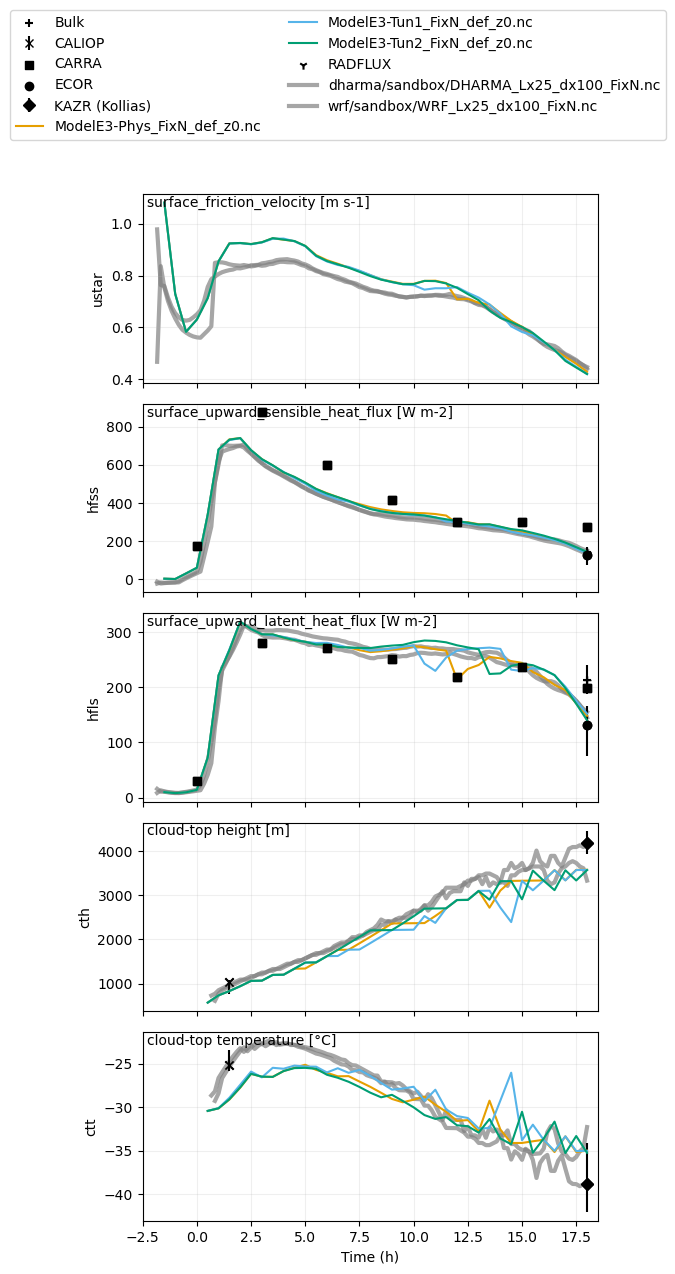 Bulk
CALIOP
CARRA
ECOR
KAZR (Kollias)
ModelE3-Phys_FixN_def_z0.nc
ModelE3-Tun1_FixN_def_z0.nc
ModelE3-Tun2_FixN_def_z0.nc
RADFLUX
dharma/sandbox/DHARMA_Lx25_dx100_FixN.nc
wrf/sandbox/WRF_Lx25_dx100_FixN.nc
surface_friction_velocity [m s-1]
1.0
0.8
0.6
0.4
ustar
surface_upward_sensible_heat_flux [W m-2]
800
600
400
200
0
hfss
surface_upward_latent_heat_flux [W m-2]
300
200
100
0
hfls
cloud-top height [m]
4000
3000
2000
1000
cth
cloud-top temperature [°C]
−25
−30
−35
−40
ctt
−2.5 0.0 2.5 5.0 7.5 10.0 12.5 15.0 17.5
Time (h)